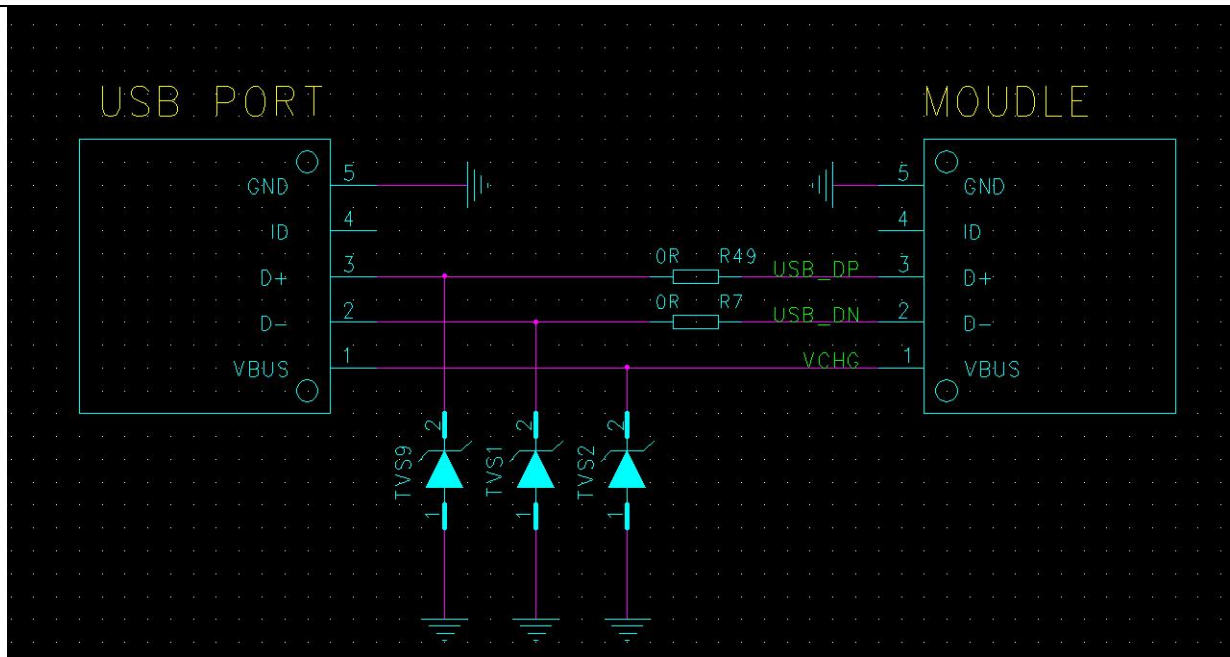 USB PORT
MOUDLE
GND 5
5 GND
ID 4
4 ID
0R R49
D+ 3
USB_DP 3 D+
0R R7
D- 2
USB_DN 2 D-
VBUS 1
VCHG 1 VBUS
2 2 2
TVS9 TVS1 TVS2
1 1 1